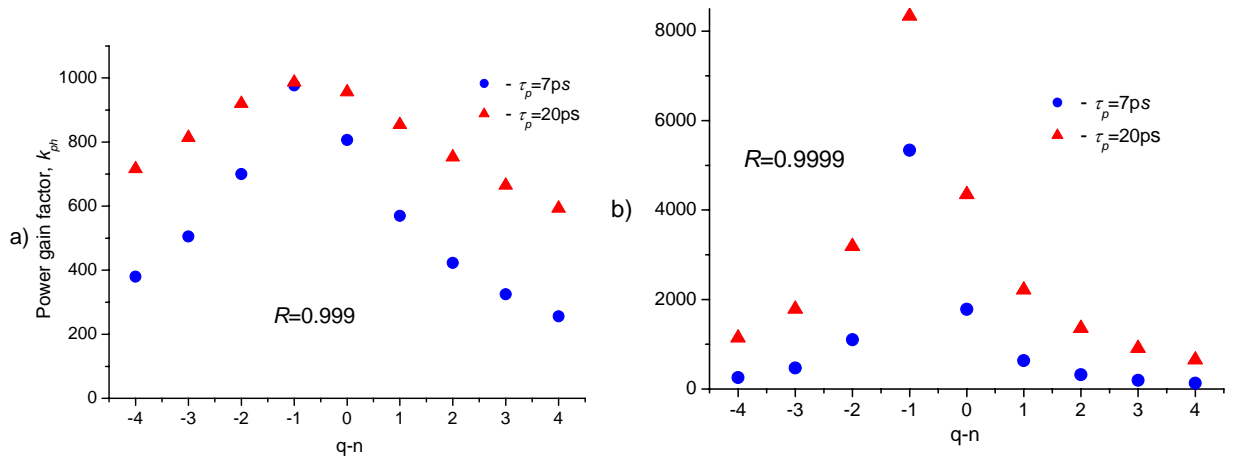 a)
Power gain factor, k_ph
1000
800
600
400
200
0
- τ_p=7ps
- τ_p=20ps
R=0.999
-4 -3 -2 -1 0 1 2 3 4
q-n
b)
8000
6000
4000
2000
0
- τ_p=7ps
- τ_p=20ps
R=0.9999
-4 -3 -2 -1 0 1 2 3 4
q-n